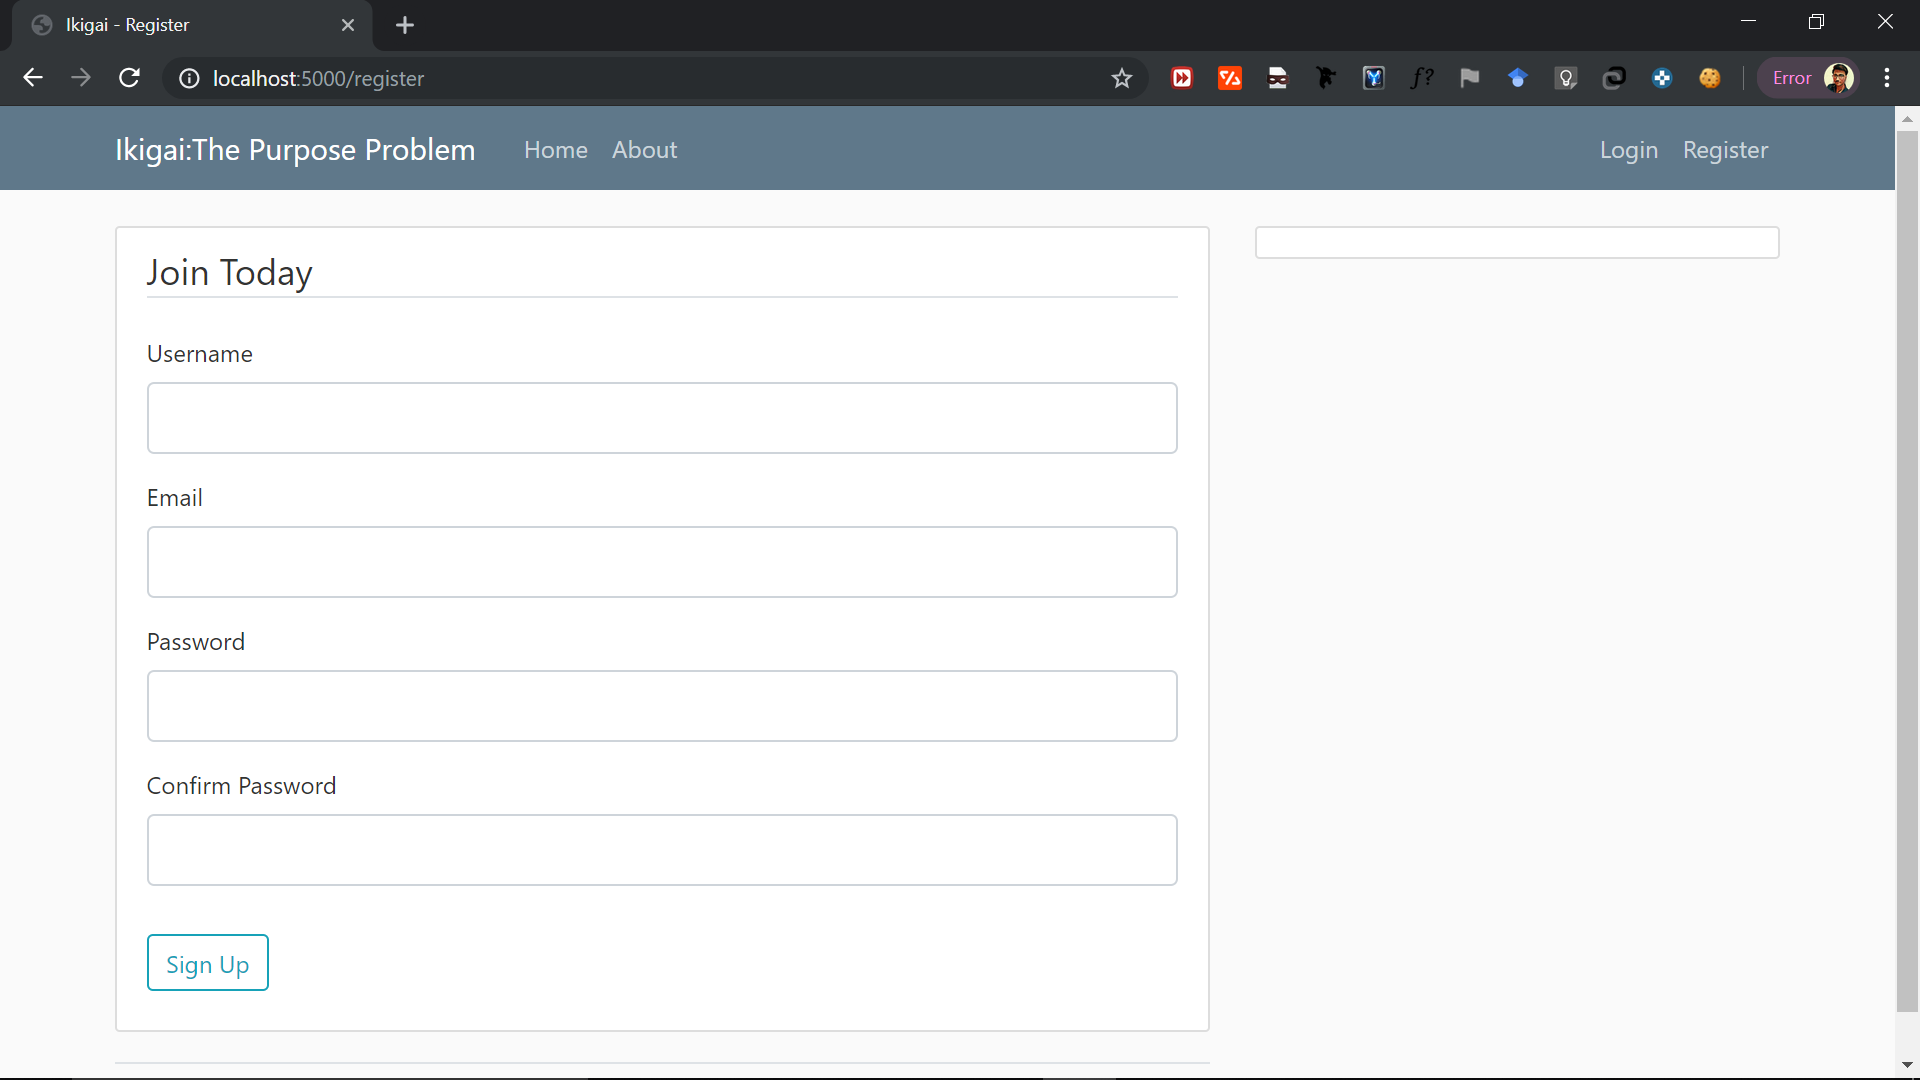 Ikigai - Register
localhost:5000/register
f?
Error
Ikigai:The Purpose Problem Home About Login Register
Join Today
Username
Email
Password
Confirm Password
Sign Up